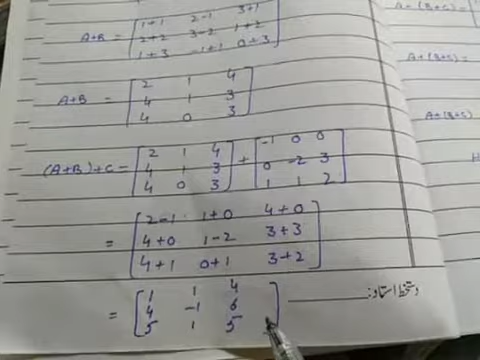 1+1 2-1 3+1
A+B = 2+2 3-2 1+2
1+3 -1+1 0+3
2 1 4
A+B = 4 1 3
4 0 3
2 1 4 -1 0 0
(A+B)+C = 4 1 3 + 0 -2 3
4 0 3 1 1 2
2-1 1+0 4+0
= 4+0 1-2 3+3
4+1 0+1 3+2
1 1 4
= 4 -1 6
5 1 5
دستخط استاد:
A-(B+C)=
A+(B+C)=
A+(B+C)